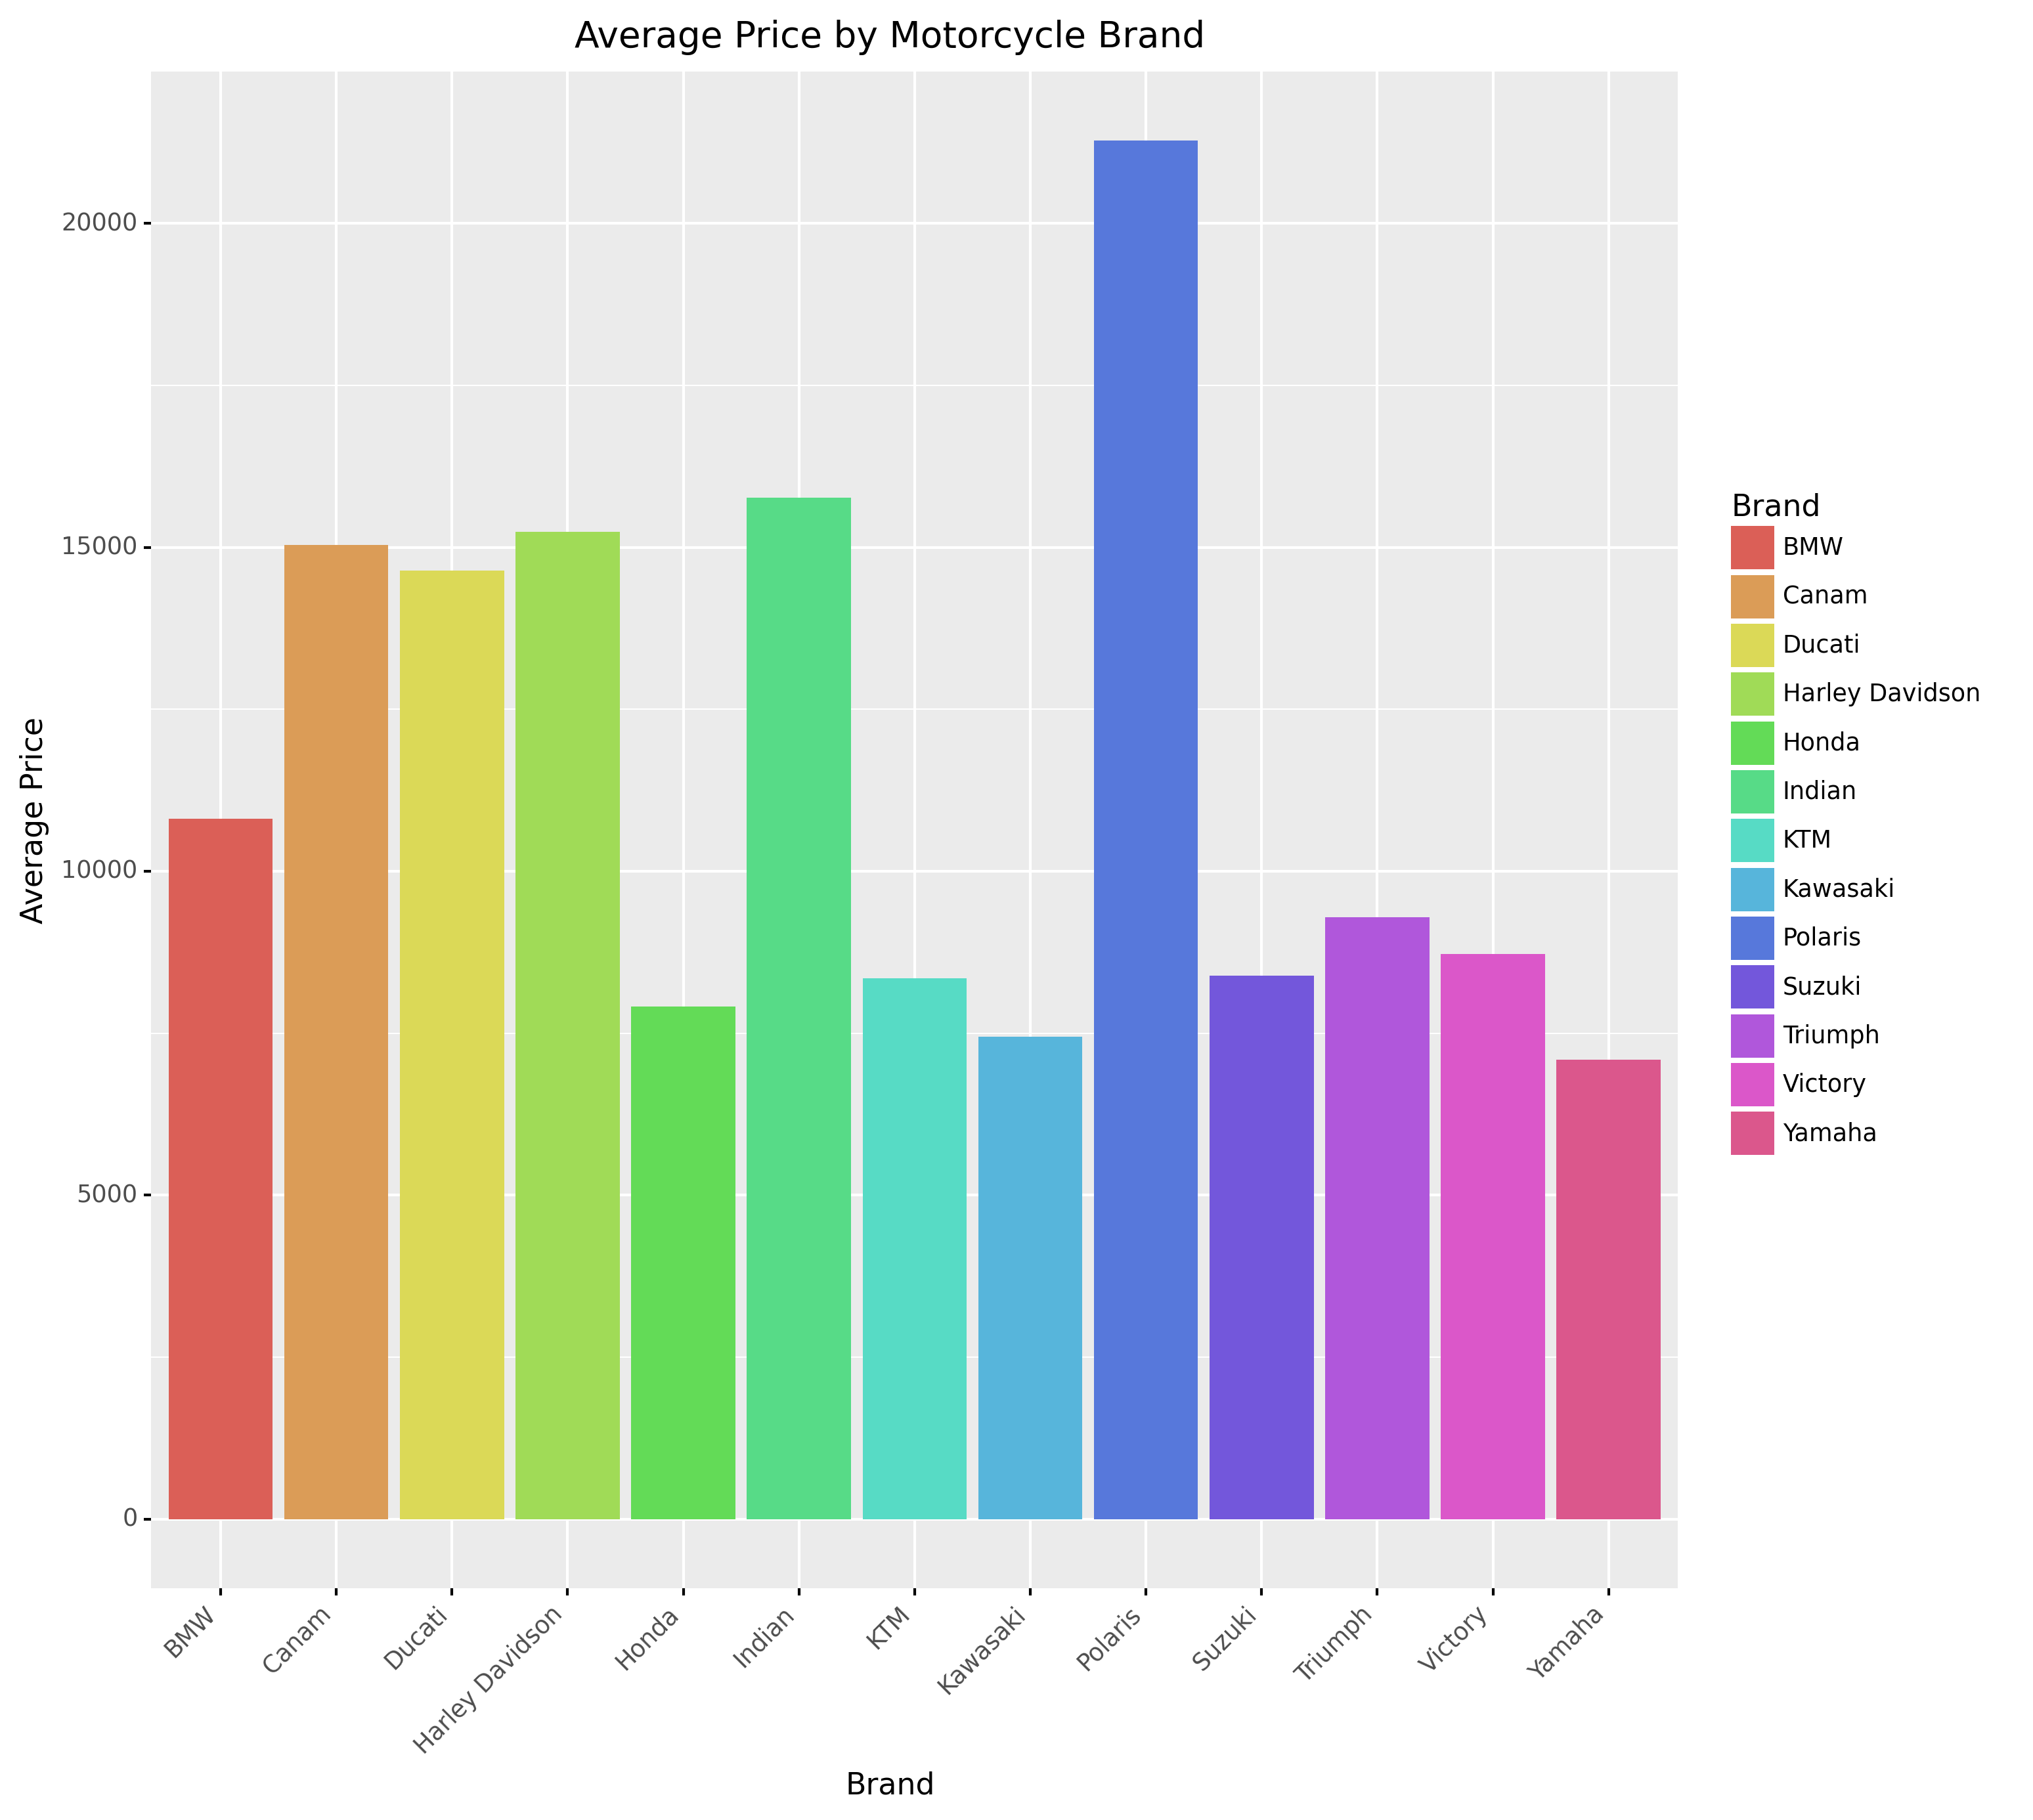 Average Price by Motorcycle Brand
Average Price
20000
15000
10000
5000
0
BMW
Canam
Ducati
Harley Davidson
Honda
Indian
KTM
Kawasaki
Polaris
Suzuki
Triumph
Victory
Yamaha
Brand
Brand
BMW
Canam
Ducati
Harley Davidson
Honda
Indian
KTM
Kawasaki
Polaris
Suzuki
Triumph
Victory
Yamaha